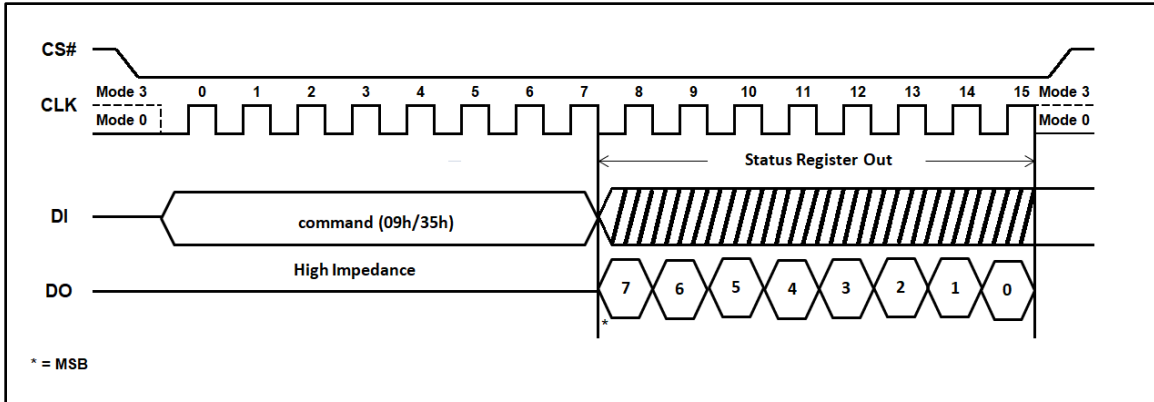 CS#
Mode 3 0 1 2 3 4 5 6 7 8 9 10 11 12 13 14 15 Mode 3
CLK
Mode 0 Mode 0
Status Register Out
DI command (09h/35h)
High Impedance
DO 7 6 5 4 3 2 1 0
*
* = MSB